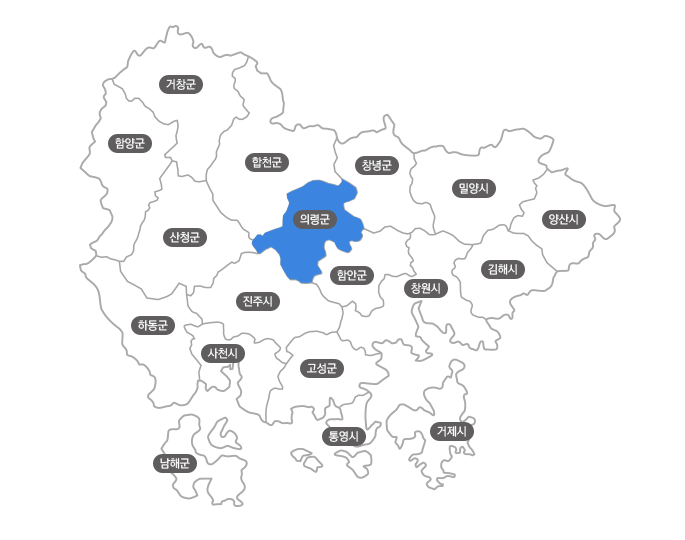 거창군
함양군
합천군
창녕군
밀양시
의령군
양산시
산청군
함안군
김해시
창원시
진주시
하동군
사천시
고성군
통영시
거제시
남해군